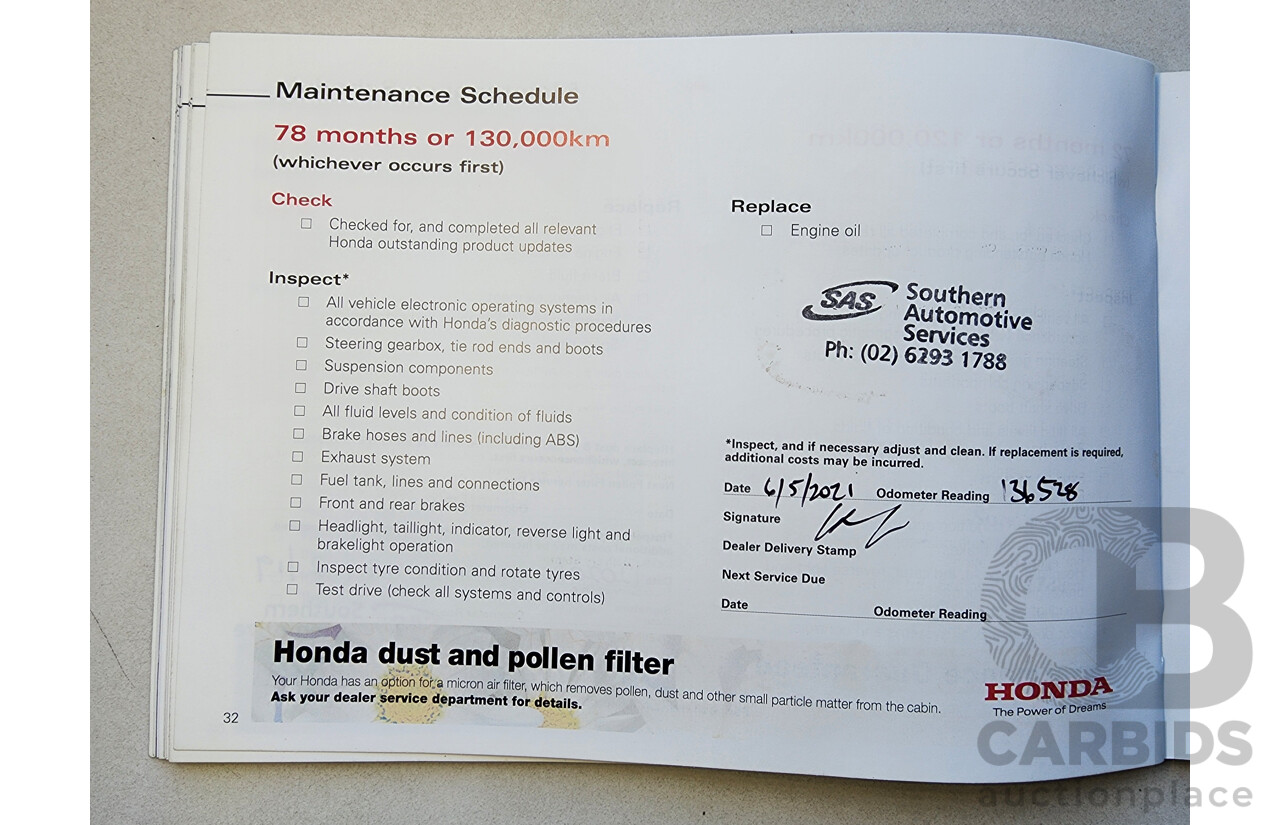 Maintenance Schedule
78 months or 130,000km
(whichever occurs first)
Check
☐ Checked for, and completed all relevant
Honda outstanding product updates
Inspect*
☐ All vehicle electronic operating systems in
accordance with Honda's diagnostic procedures
☐ Steering gearbox, tie rod ends and boots
☐ Suspension components
☐ Drive shaft boots
☐ All fluid levels and condition of fluids
☐ Brake hoses and lines (including ABS)
☐ Exhaust system
☐ Fuel tank, lines and connections
☐ Front and rear brakes
☐ Headlight, taillight, indicator, reverse light and
brakelight operation
☐ Inspect tyre condition and rotate tyres
☐ Test drive (check all systems and controls)
Replace
☐ Engine oil
SAS Southern
Automotive
Services
Ph: (02) 6293 1788
*Inspect, and if necessary adjust and clean. If replacement is required,
additional costs may be incurred.
Date 6/5/2021 Odometer Reading 136528
Signature
Dealer Delivery Stamp
Next Service Due
Date Odometer Reading
Honda dust and pollen filter
Your Honda has an option for a micron air filter, which removes pollen, dust and other small particle matter from the cabin.
Ask your dealer service department for details.
HONDA
The Power of Dreams
32
CB
CARBIDS
auctionplace